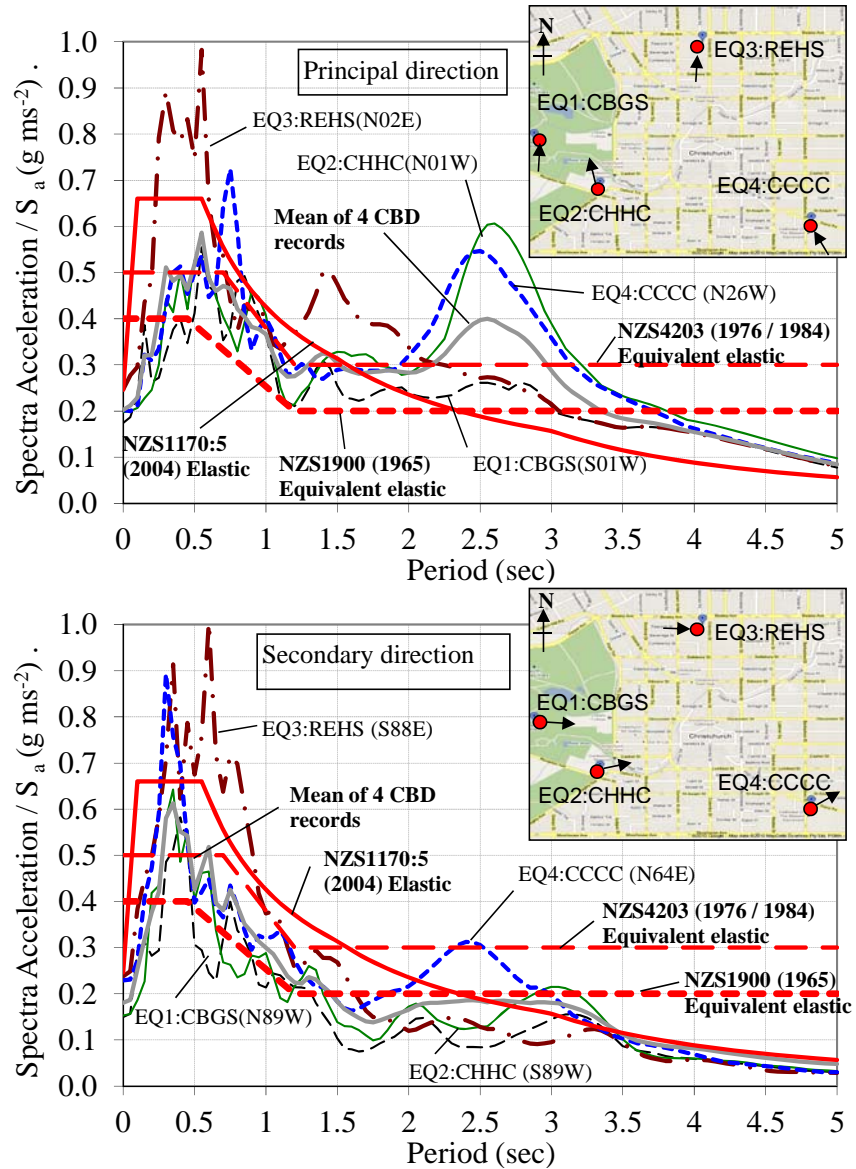 Spectra Acceleration / S a (g ms-2) .
1.0
0.9
0.8
0.7
0.6
0.5
0.4
0.3
0.2
0.1
0.0
Principal direction
EQ3:REHS(N02E)
EQ2:CHHC(N01W)
Mean of 4 CBD
records
EQ4:CCCC (N26W)
NZS4203 (1976 / 1984)
Equivalent elastic
NZS1170:5
(2004) Elastic
NZS1900 (1965)
Equivalent elastic
EQ1:CBGS(S01W)
N
EQ3:REHS
EQ1:CBGS
Christchurch
EQ2:CHHC
EQ4:CCCC
0 0.5 1 1.5 2 2.5 3 3.5 4 4.5 5
Period (sec)
Spectra Acceleration / S a (g ms-2) .
1.0
0.9
0.8
0.7
0.6
0.5
0.4
0.3
0.2
0.1
0.0
Secondary direction
EQ3:REHS (S88E)
Mean of 4 CBD
records
NZS1170:5
(2004) Elastic
EQ4:CCCC (N64E)
NZS4203 (1976 / 1984)
Equivalent elastic
NZS1900 (1965)
Equivalent elastic
EQ1:CBGS(N89W)
EQ2:CHHC (S89W)
N
EQ3:REHS
EQ1:CBGS
Christchurch
EQ2:CHHC
EQ4:CCCC
0 0.5 1 1.5 2 2.5 3 3.5 4 4.5 5
Period (sec)